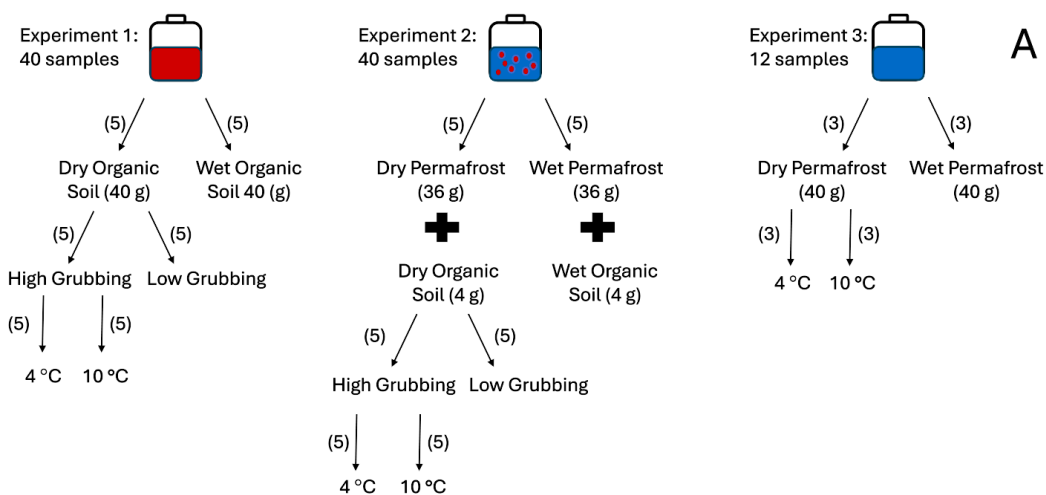 Experiment 1:
40 samples
(5)
(5)
Dry Organic
Soil (40 g)
Wet Organic
Soil 40 (g)
(5)
(5)
High Grubbing
Low Grubbing
(5)
(5)
4 °C
10 ºC
Experiment 2:
40 samples
(5)
(5)
Dry Permafrost
(36 g)
Wet Permafrost
(36 g)
Dry Organic
Soil (4 g)
Wet Organic
Soil (4 g)
(5)
(5)
High Grubbing
Low Grubbing
(5)
(5)
4 °C
10 ºC
Experiment 3:
12 samples
(3)
(3)
Dry Permafrost
(40 g)
Wet Permafrost
(40 g)
(3)
(3)
4 °C
10 ºC
A